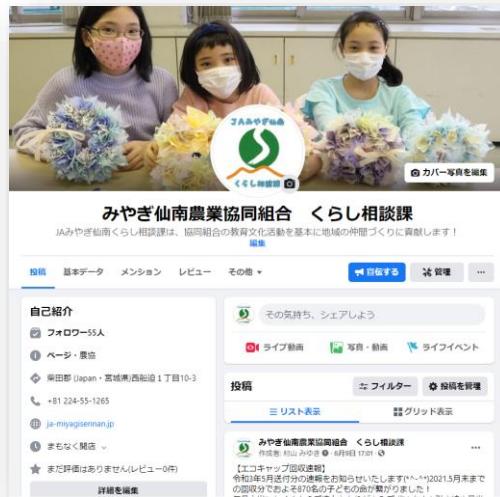 JAみやぎ仙南
くらし相談課
カバー写真を編集
みやぎ仙南農業協同組合　くらし相談課
JAみやぎ仙南くらし相談課は、協同組合の教育文化活動を基本に地域の仲間づくりに貢献します！
編集
投稿　基本データ　メンション　レビュー　その他
自伝する　管理　…
自己紹介
フォロワー55人
ページ・農協
柴田郡 (Japan・宮城県)西船迫１丁目10-3
+81 224-55-1265
ja-miyagisennan.jp
まもなく開店
まだ評価はありません(レビュー0件)
詳細を編集
その気持ち、シェアしよう
ライブ動画　写真・動画　ライフイベント
投稿　フィルター　投稿を管理
リスト表示　グリッド表示
みやぎ仙南農業協同組合　くらし相談課
作成者: 村山 みゆき・6月9日 17:01・
【エコキャップ回収速報】
令和3年5月送付分の速報をお知らせいたします(*^-^*)2021.5月末まで
の回収分でおよそ870名の子どもの命が繋がりました！